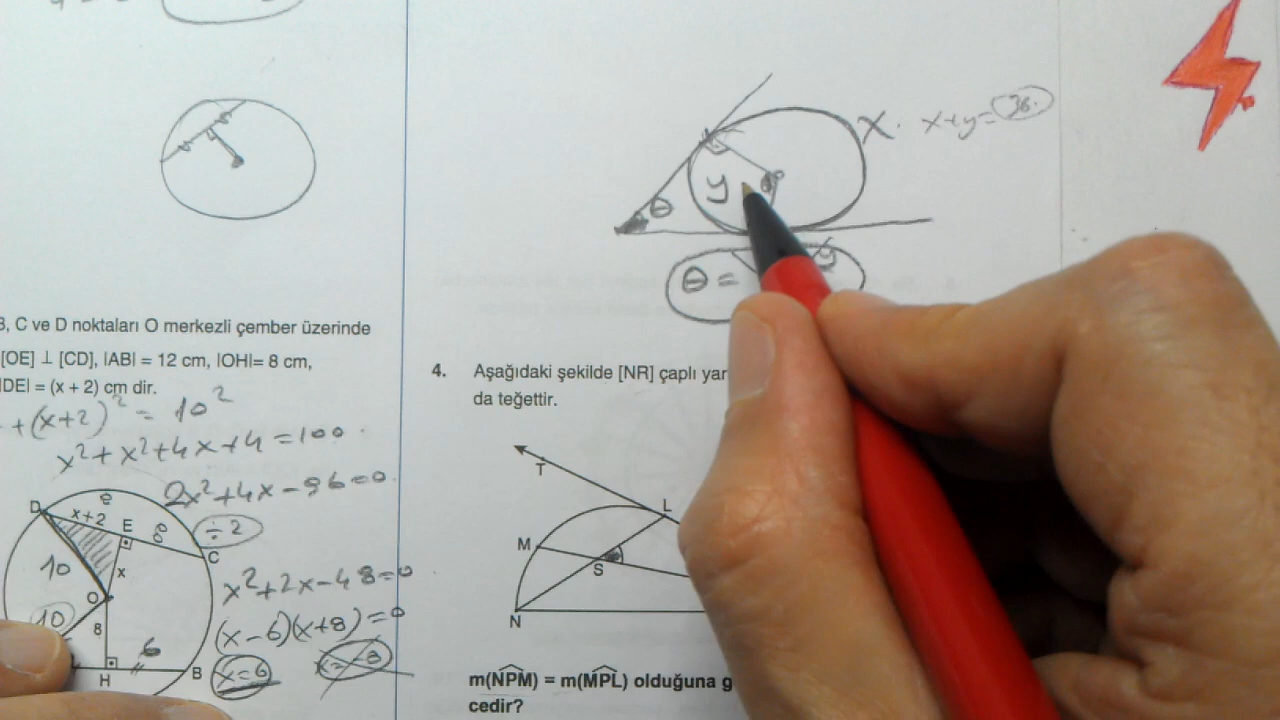 3, C ve D noktaları O merkezli çember üzerinde
[OE] ⊥ [CD], |AB| = 12 cm, |OH|= 8 cm,
|DE| = (x + 2) cm dir.
+(x+2)² = 10²
x²+x²+4x+4=100
2x²+4x-96=0
÷2
x²+2x-48=0
(x-6)(x+8)=0
x=6 x=-8
D x+2 E C
10 x
O
10 8
6
H B
X x+y=
y
θ
θ = y
4. Aşağıdaki şekilde [NR] çaplı yar
da teğettir.
T
L
M
S
N
m(NPM) = m(MPL) olduğuna g
cedir?